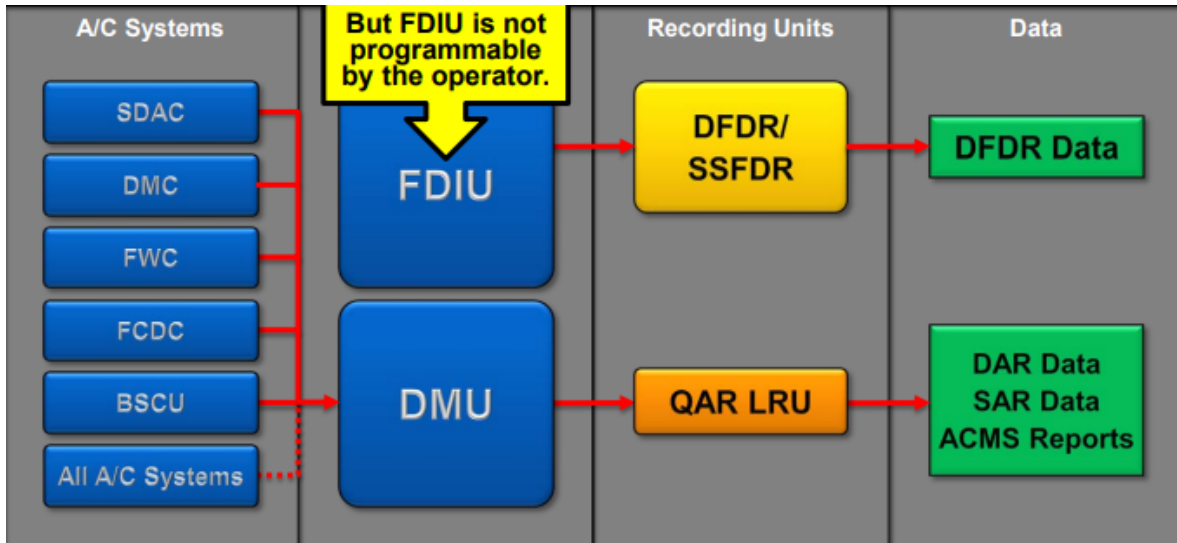 A/C Systems
But FDIU is not
programmable
by the operator.
Recording Units
Data
SDAC
DMC
FWC
FCDC
BSCU
All A/C Systems
FDIU
DMU
DFDR/
SSFDR
QAR LRU
DFDR Data
DAR Data
SAR Data
ACMS Reports